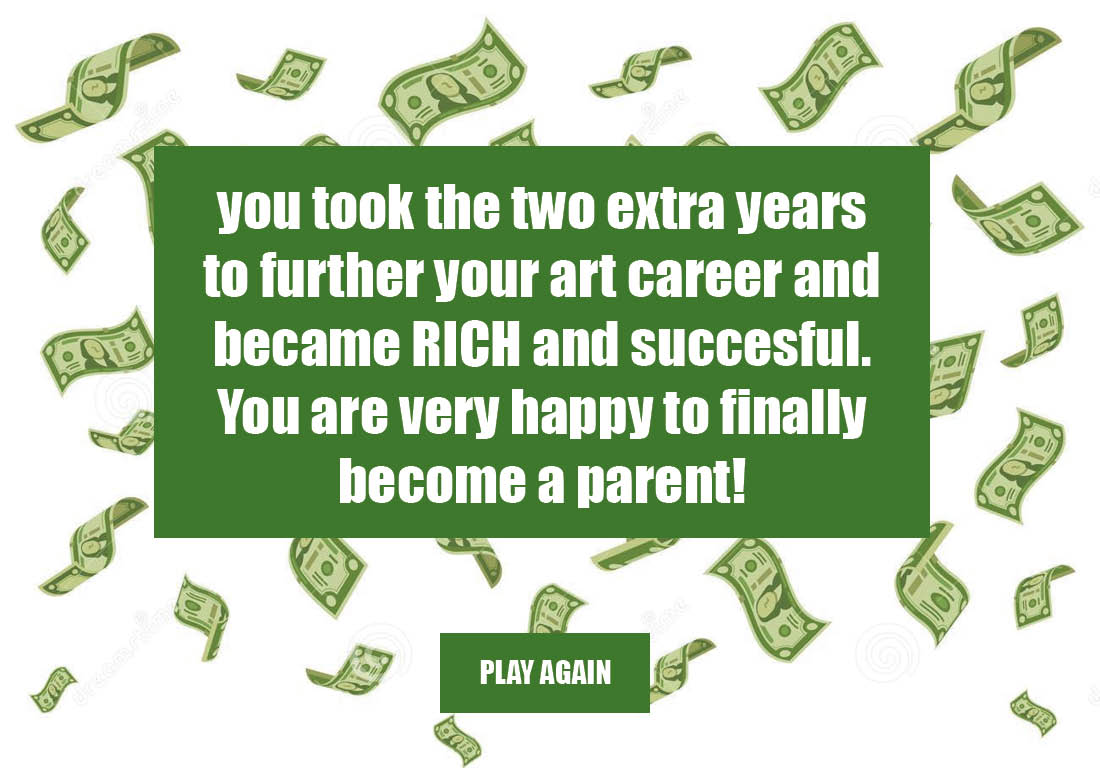 you took the two extra years
to further your art career and
became RICH and succesful.
You are very happy to finally
become a parent!
PLAY AGAIN